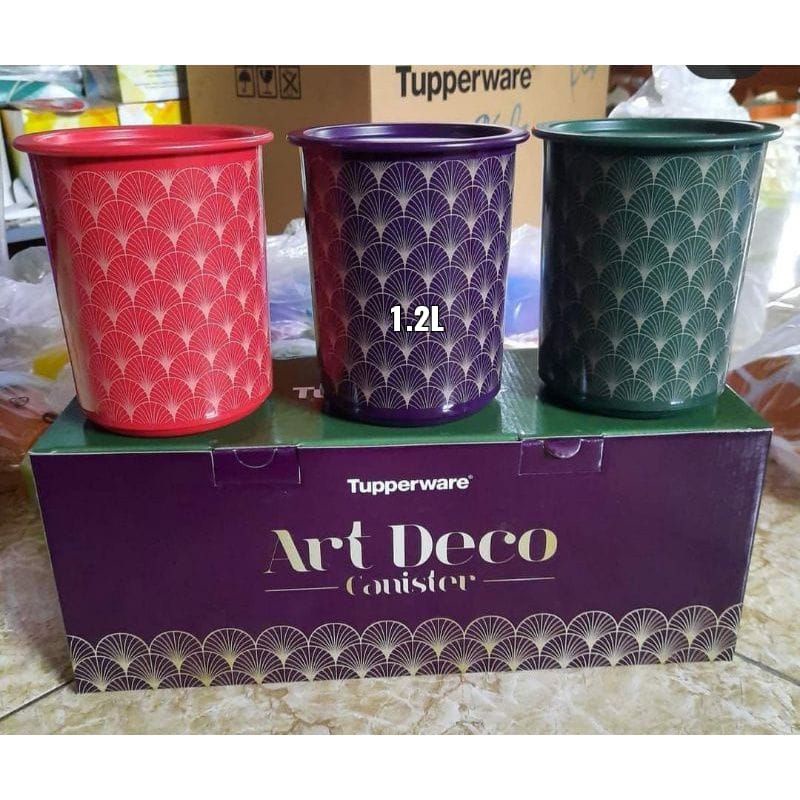 Tupperware
1.2L
Tupperware®
Art Deco
Canister